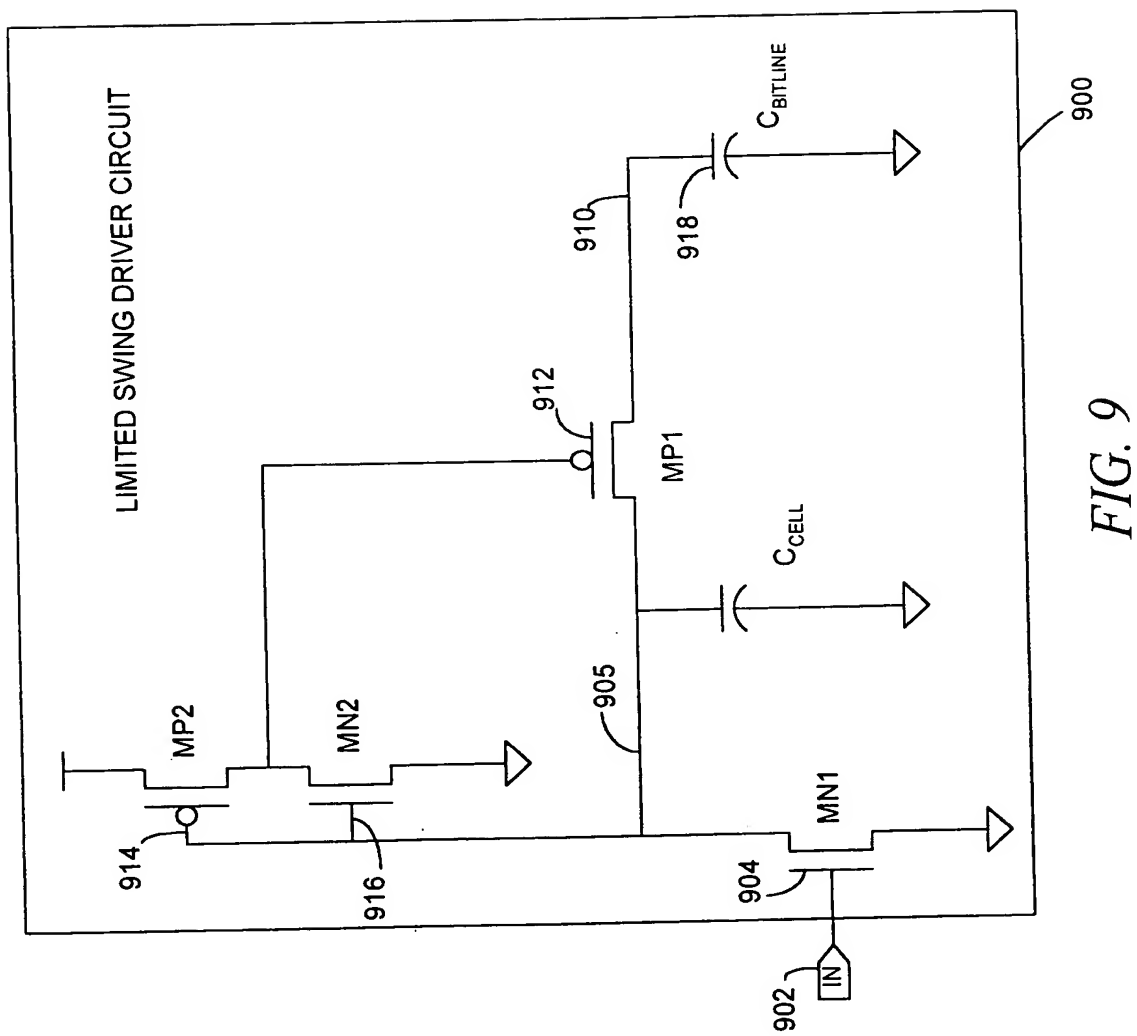 LIMITED SWING DRIVER CIRCUIT
MP2
914
MN2
916
912
MP1
905
910
918
C_BITLINE
C_CELL
MN1
904
902
IN
900
FIG. 9